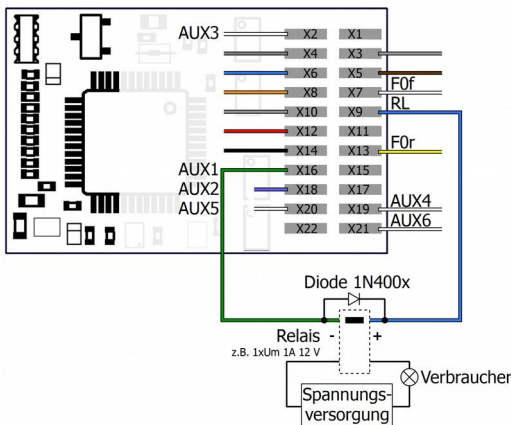 AUX3 X2 X1
X4 X3
X6 X5
X8 X7 F0f
X10 X9 RL
X12 X11
X14 X13 F0r
AUX1 X16 X15
AUX2 X18 X17
AUX5 X20 X19 AUX4
X22 X21 AUX6
Diode 1N400x
Relais - +
z.B. 1xUm 1A 12 V
Verbraucher
Spannungs-
versorgung